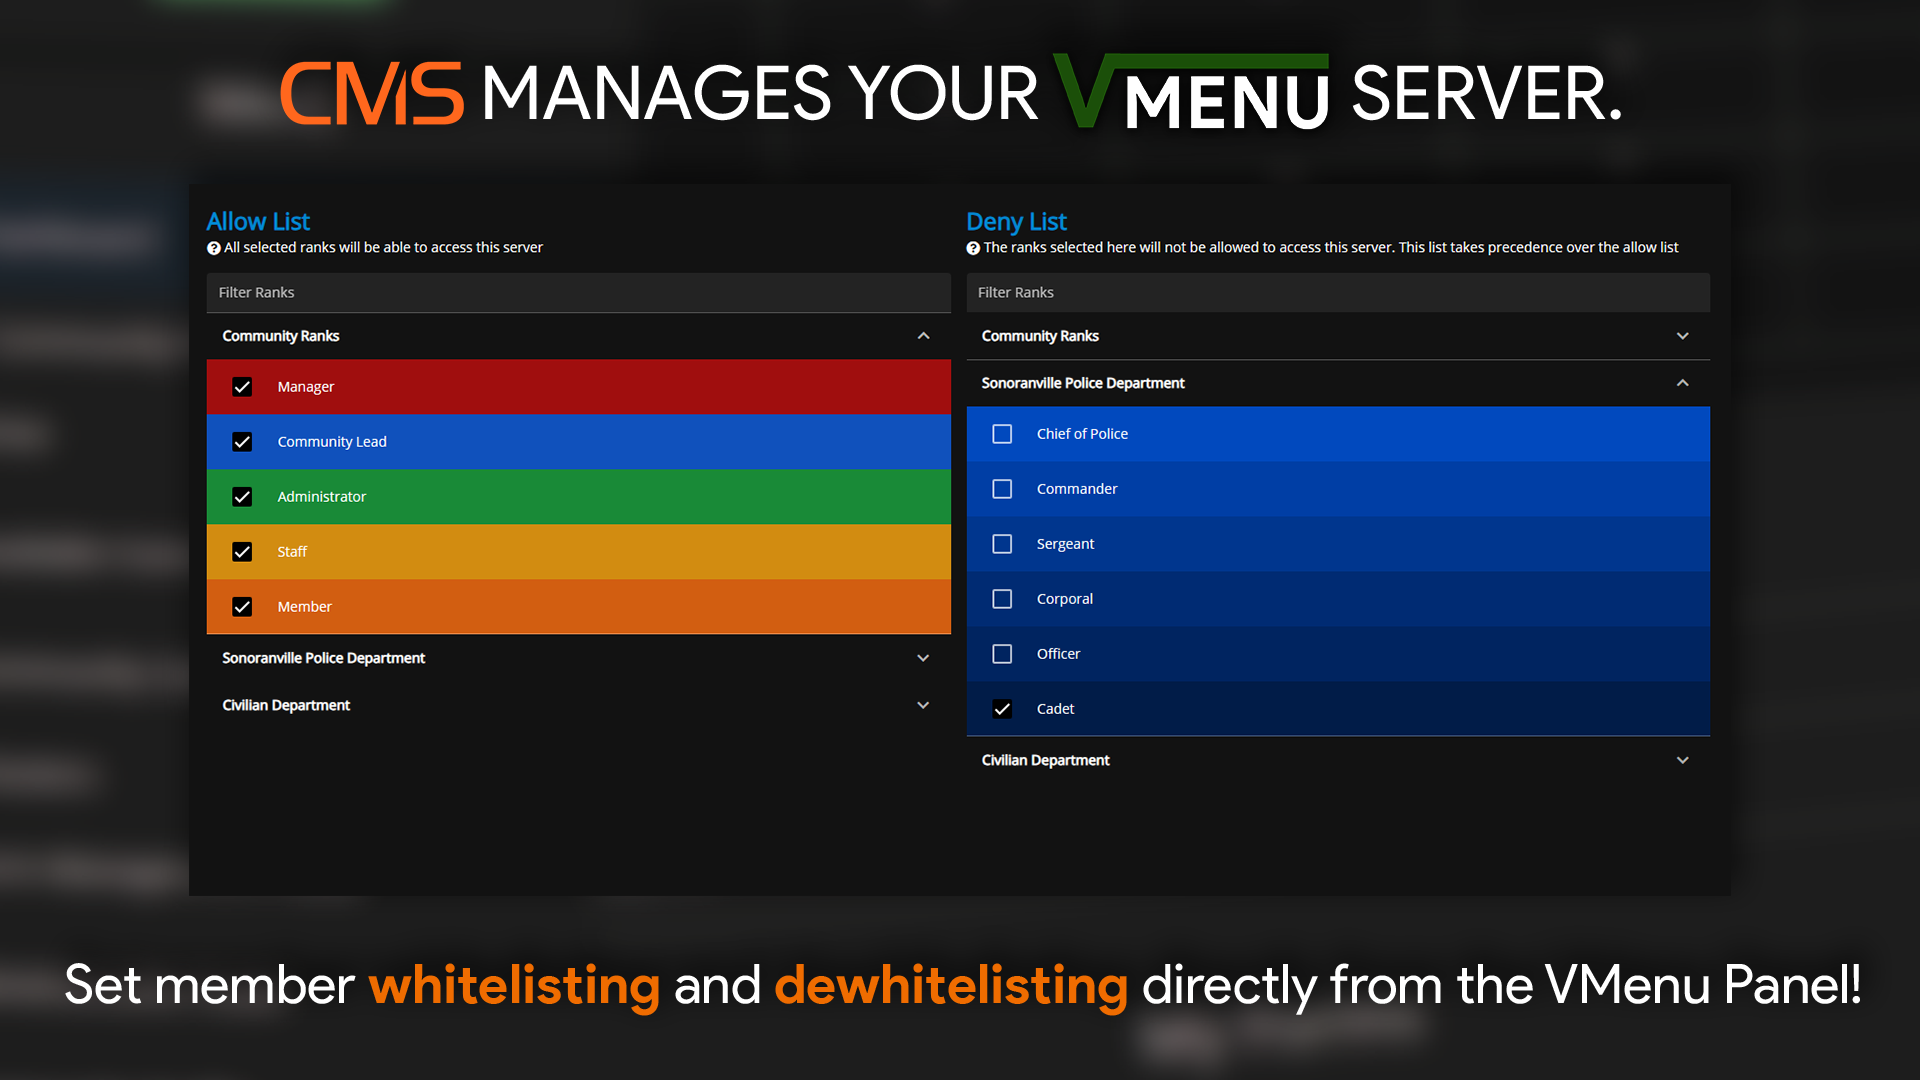 CMS MANAGES YOUR VMENU SERVER.
Allow List
All selected ranks will be able to access this server
Filter Ranks
Community Ranks
Manager
Community Lead
Administrator
Staff
Member
Sonoranville Police Department
Civilian Department
Deny List
The ranks selected here will not be allowed to access this server. This list takes precedence over the allow list
Filter Ranks
Community Ranks
Sonoranville Police Department
Chief of Police
Commander
Sergeant
Corporal
Officer
Cadet
Civilian Department
Set member whitelisting and dewhitelisting directly from the VMenu Panel!